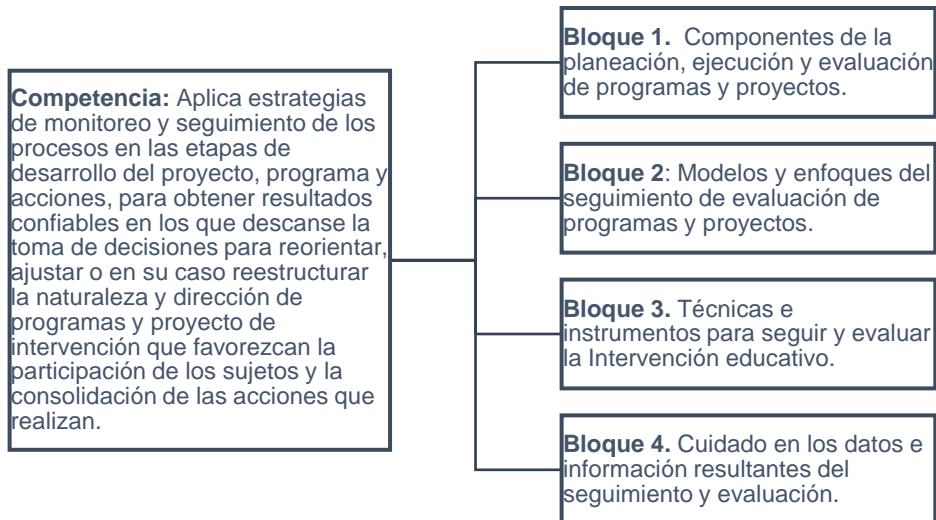 Competencia: Aplica estrategias
de monitoreo y seguimiento de los
procesos en las etapas de
desarrollo del proyecto, programa y
acciones, para obtener resultados
confiables en los que descanse la
toma de decisiones para reorientar,
ajustar o en su caso reestructurar
la naturaleza y dirección de
programas y proyecto de
intervención que favorezcan la
participación de los sujetos y la
consolidación de las acciones que
realizan.
Bloque 1. Componentes de la
planeación, ejecución y evaluación
de programas y proyectos.
Bloque 2: Modelos y enfoques del
seguimiento de evaluación de
programas y proyectos.
Bloque 3. Técnicas e
instrumentos para seguir y evaluar
la Intervención educativo.
Bloque 4. Cuidado en los datos e
información resultantes del
seguimiento y evaluación.